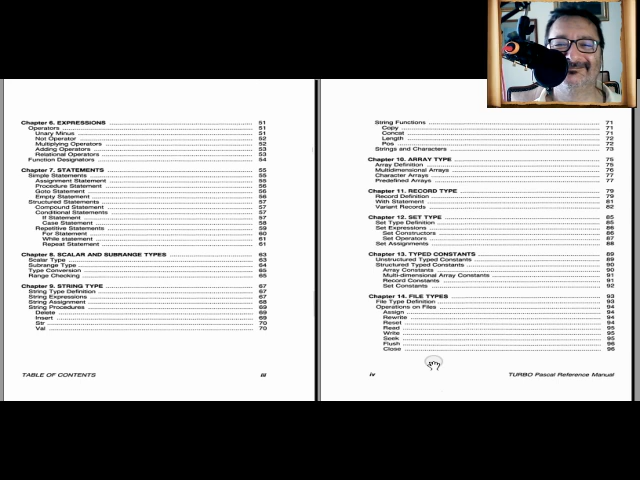 Chapter 6. EXPRESSIONS 51
Operators 51
Unary Minus 51
Not Operator 52
Multiplying Operators 52
Adding Operators 53
Relational Operators 53
Function Designators 54
Chapter 7. STATEMENTS 55
Simple Statements 55
Assignment Statement 55
Procedure Statement 56
Goto Statement 56
Empty Statement 56
Structured Statements 57
Compound Statement 57
Conditional Statements 57
If Statement 57
Case Statement 58
Repetitive Statements 59
For Statement 60
While statement 61
Repeat Statement 61
Chapter 8. SCALAR AND SUBRANGE TYPES 63
Scalar Type 63
Subrange Type 64
Type Conversion 65
Range Checking 65
Chapter 9. STRING TYPE 67
String Type Definition 67
String Expressions 67
String Assignment 68
String Procedures 69
Delete 69
Insert 69
Str 70
Val 70
TABLE OF CONTENTS iii
String Functions 71
Copy 71
Concat 71
Length 72
Pos 72
Strings and Characters 73
Chapter 10. ARRAY TYPE 75
Array Definition 75
Multidimensional Arrays 76
Character Arrays 77
Predefined Arrays 77
Chapter 11. RECORD TYPE 79
Record Definition 79
With Statement 81
Variant Records 82
Chapter 12. SET TYPE 85
Set Type Definition 85
Set Expressions 86
Set Constructors 86
Set Operators 87
Set Assignments 88
Chapter 13. TYPED CONSTANTS 89
Unstructured Typed Constants 89
Structured Typed Constants 90
Array Constants 90
Multi-dimensional Array Constants 91
Record Constants 91
Set Constants 92
Chapter 14. FILE TYPES 93
File Type Definition 93
Operations on Files 94
Assign 94
Rewrite 94
Reset 94
Read 95
Write 95
Seek 95
Flush 96
Close 96
iv TURBO Pascal Reference Manual